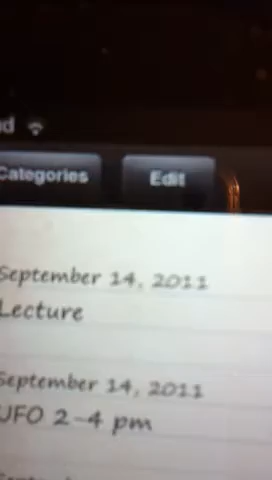 Categories Edit
September 14, 2011
Lecture
September 14, 2011
UFO 2-4 pm